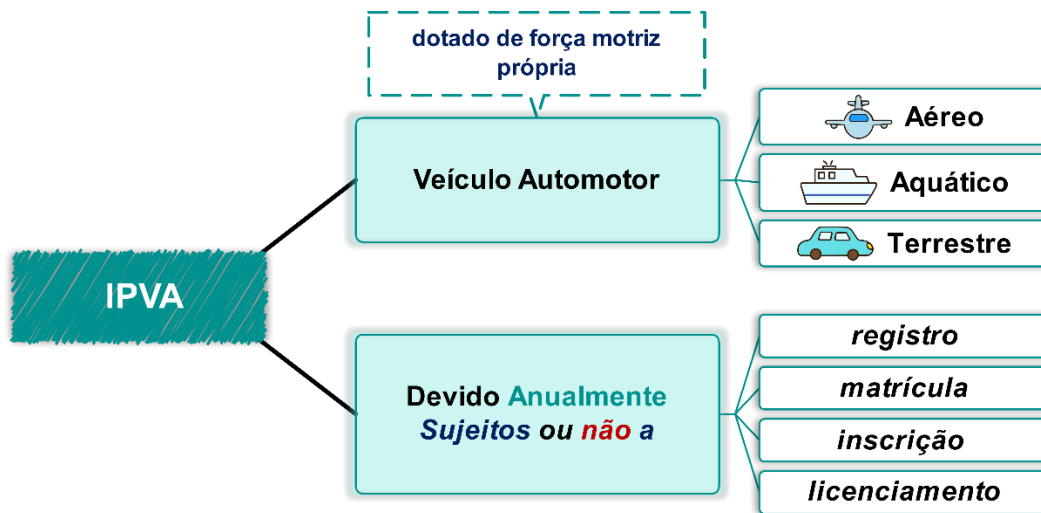 dotado de força motriz
própria
Veículo Automotor
Aéreo
Aquático
Terrestre
IPVA
Devido Anualmente
Sujeitos ou não a
registro
matrícula
inscrição
licenciamento